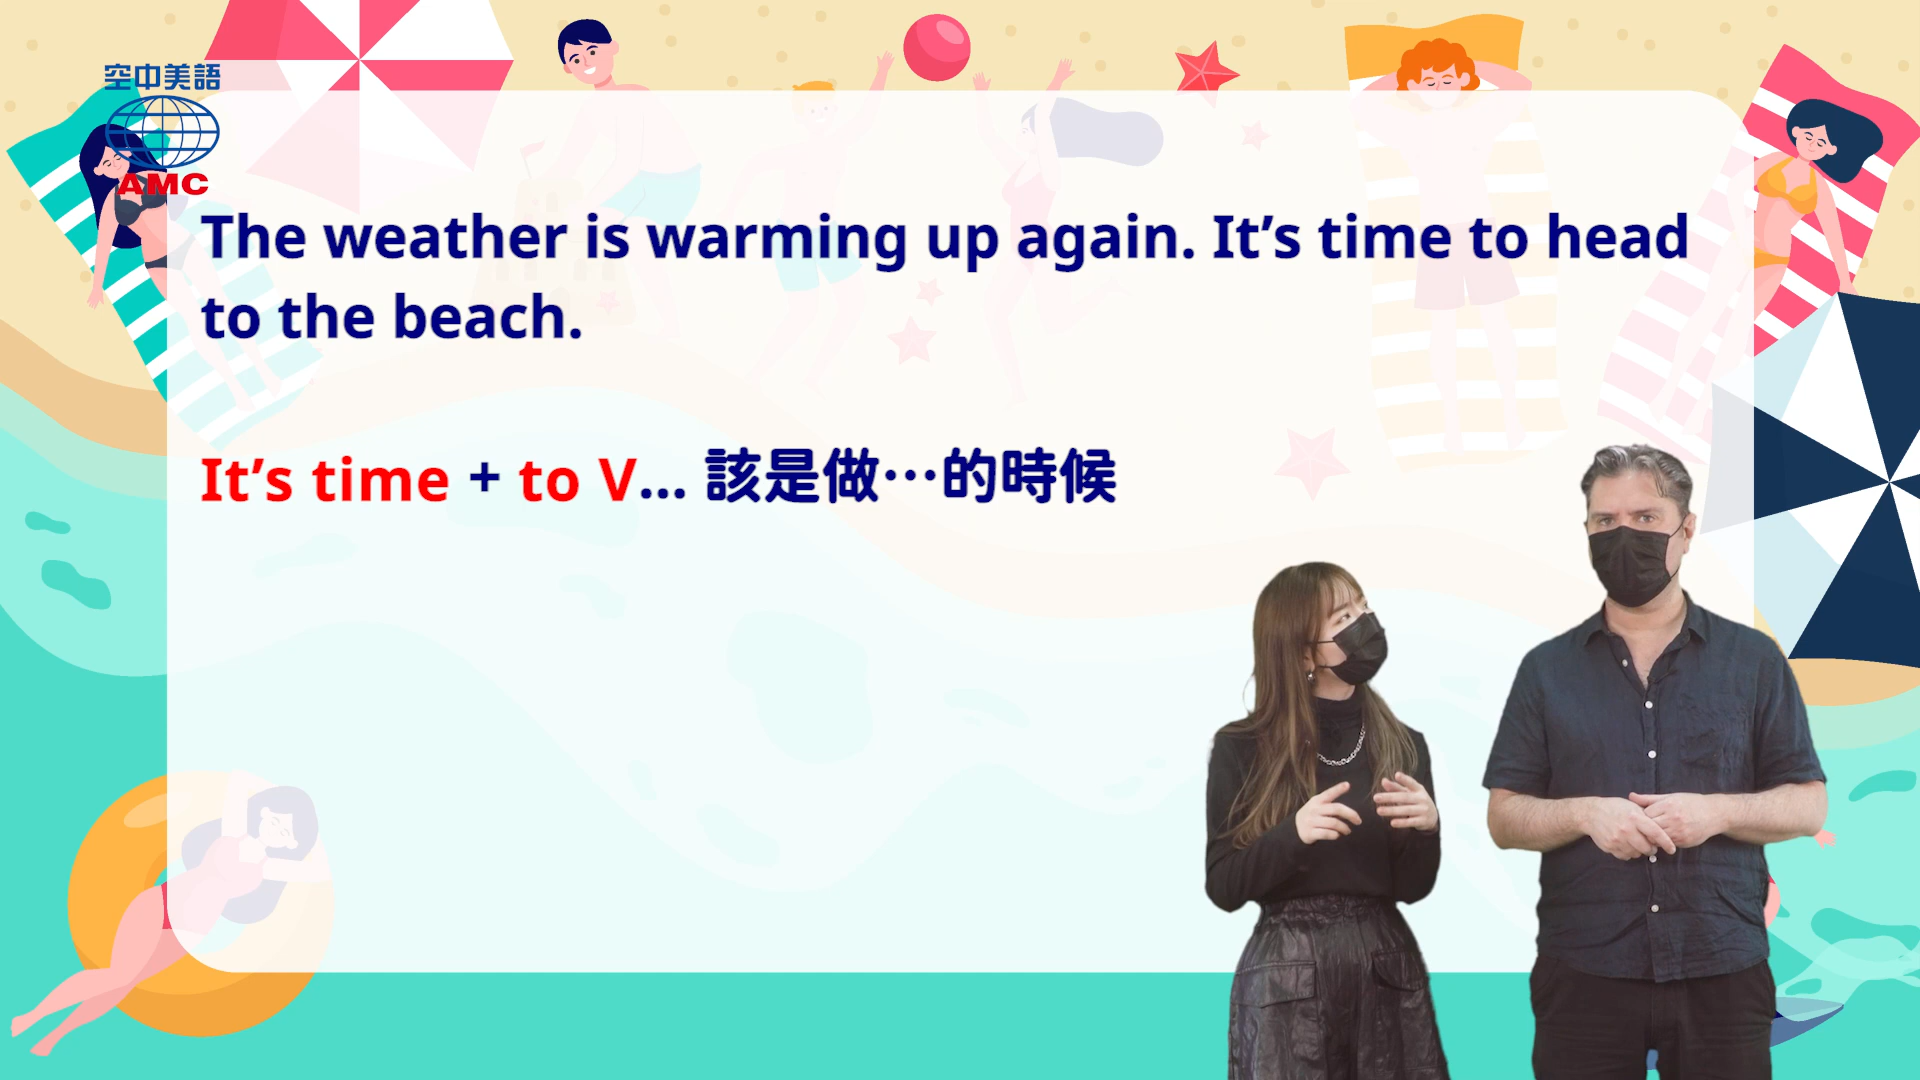 空中美語
AMC
The weather is warming up again. It’s time to head
to the beach.
It’s time + to V... 該是做…的時候